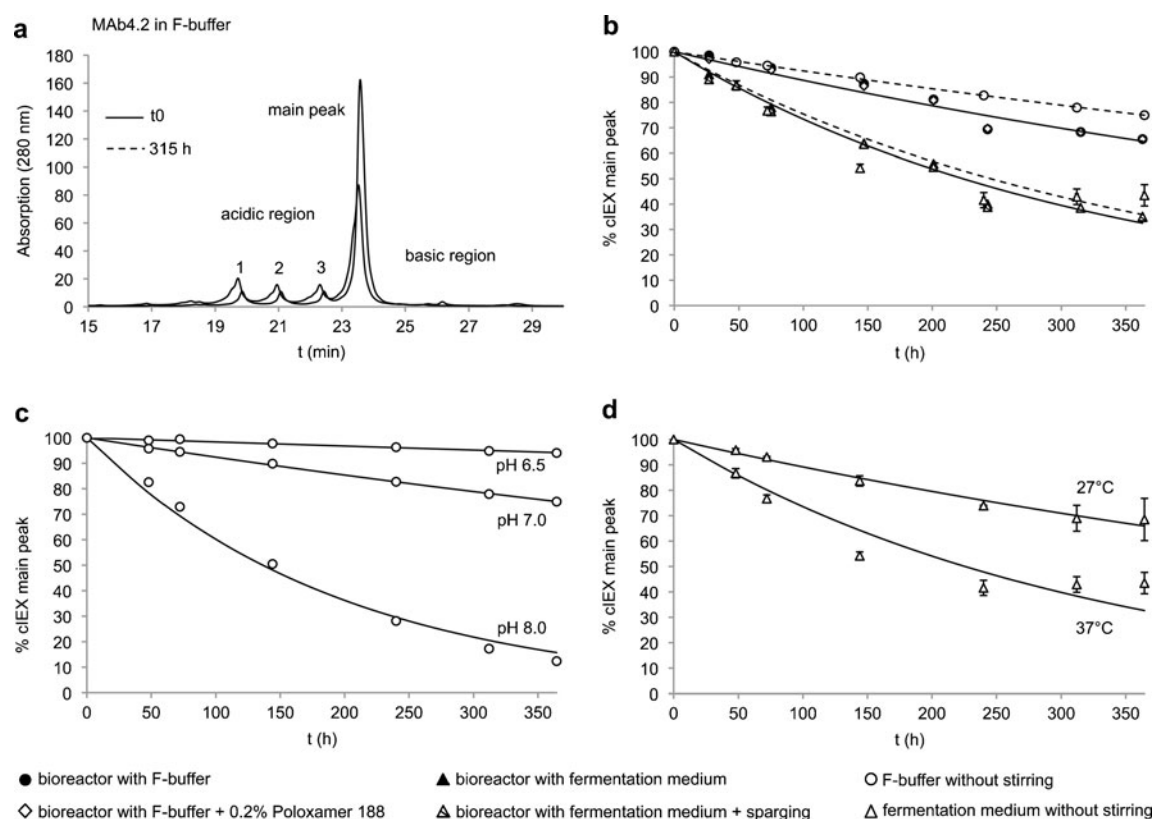 a MAb4.2 in F-buffer
Absorption (280 nm)
180
160
140
120
100
80
60
40
20
0
t0
315 h
main peak
acidic region
basic region
1 2 3
15 17 19 21 23 25 27 29
t (min)
b
% cIEX main peak
100
90
80
70
60
50
40
30
20
10
0
0 50 100 150 200 250 300 350
t (h)
c
% cIEX main peak
100
90
80
70
60
50
40
30
20
10
0
pH 6.5
pH 7.0
pH 8.0
0 50 100 150 200 250 300 350
t (h)
d
% cIEX main peak
100
90
80
70
60
50
40
30
20
10
0
27°C
37°C
0 50 100 150 200 250 300 350
t (h)
bioreactor with F-buffer
bioreactor with fermentation medium
F-buffer without stirring
bioreactor with F-buffer + 0.2% Poloxamer 188
bioreactor with fermentation medium + sparging
fermentation medium without stirring